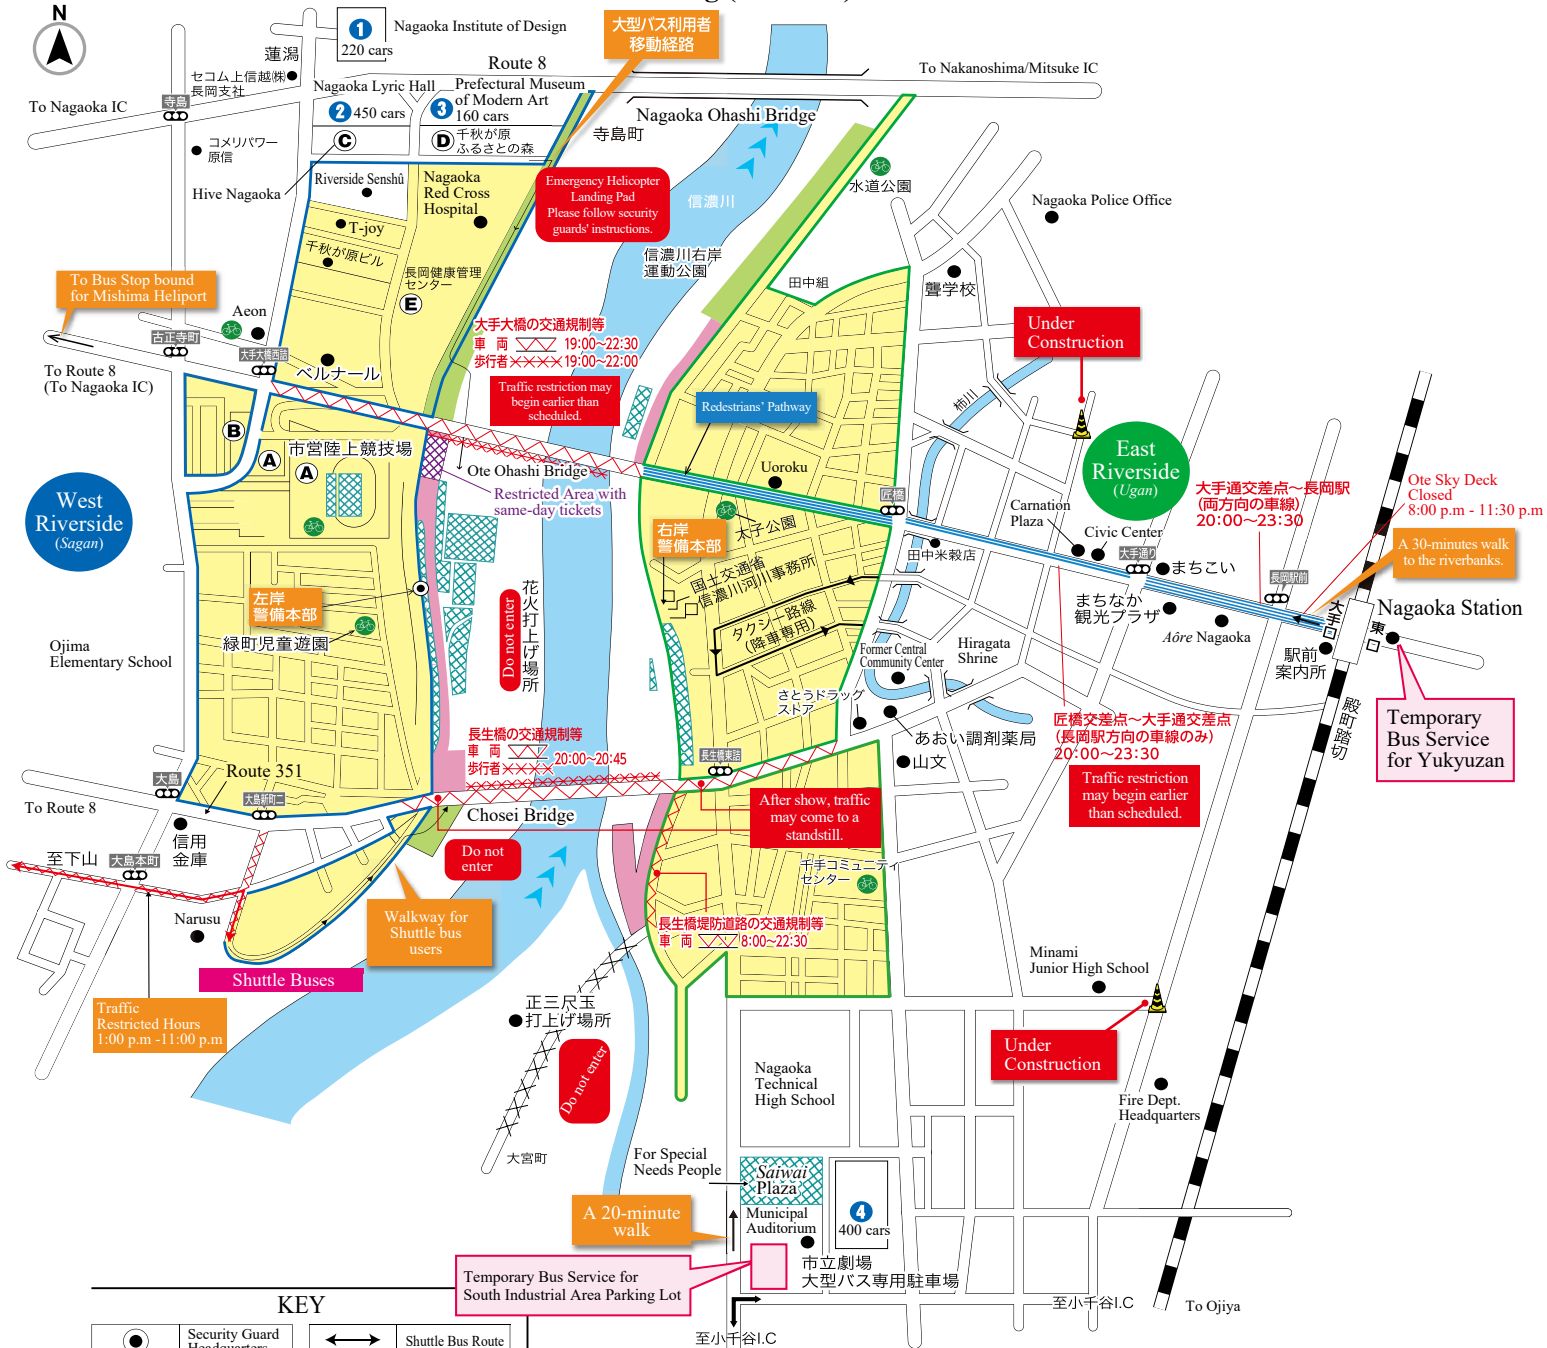 N
1
220 cars
Nagaoka Institute of Design
大型バス利用者
移動経路
蓮潟
Route 8
To Nakanoshima/Mitsuke IC
セコム上信越㈱
長岡支社
To Nagaoka IC
寺島
Nagaoka Lyric Hall
2 450 cars
3
Prefectural Museum
of Modern Art
160 cars
Nagaoka Ohashi Bridge
寺島町
C
D
千秋が原
ふるさとの森
コメリパワー
原信
Hive Nagaoka
Riverside Senshû
Nagaoka
Red Cross
Hospital
T-joy
千秋が原ビル
Emergency Helicopter
Landing Pad
Please follow security
guards' instructions.
信濃川
水道公園
Nagaoka Police Office
信濃川右岸
運動公園
田中組
聾学校
長岡健康管理
センター
E
To Bus Stop bound
for Mishima Heliport
Aeon
古正寺町
大手大橋西詰
To Route 8
(To Nagaoka IC)
ベルナール
大手大橋の交通規制等
車 両 19:00~22:30
歩行者 19:00~22:00
Traffic restriction may
begin earlier than
scheduled.
Under
Construction
柿川
Redestrians' Pathway
B
A
A
市営陸上競技場
Ote Ohashi Bridge
Restricted Area with
same-day tickets
Uoroku
匠橋
East
Riverside
(Ugan)
West
Riverside
(Sagan)
Carnation
Plaza
Civic Center
大手通り
まちこい
大手通交差点~長岡駅
(両方向の車線)
20:00~23:30
Ote Sky Deck
Closed
8:00 p.m - 11:30 p.m
A 30-minutes walk
to the riverbanks.
長岡駅前
右岸
警備本部
太子公園
国土交通省
信濃川河川事務所
田中米穀店
タクシー路線
(降車専用)
まちなか
観光プラザ
Aôre Nagaoka
大手口
東口
Nagaoka Station
駅前
案内所
左岸
警備本部
緑町児童遊園
Ojima
Elementary School
Do not enter
花火打上げ場所
Former Central
Community Center
Hiragata
Shrine
さとうドラッグ
ストア
あおい調剤薬局
山文
匠橋交差点~大手通交差点
(長岡駅方向の車線のみ)
20:00~23:30
Traffic restriction
may begin earlier
than scheduled.
殿町踏切
Temporary
Bus Service
for Yukyuzan
長生橋の交通規制等
車 両
歩行者
20:00~20:45
長生橋東詰
大島
Route 351
大島新町二
To Route 8
信用
金庫
Chosei Bridge
After show, traffic
may come to a
standstill.
Do not
enter
至下山
大島本町
千手コミュニティ
センター
Narusu
Walkway for
Shuttle bus
users
Shuttle Buses
長生橋堤防道路の交通規制等
車 両 8:00~22:30
Traffic
Restricted Hours
1:00 p.m -11:00 p.m
正三尺玉
打上げ場所
Do not enter
大宮町
Minami
Junior High School
Under
Construction
Fire Dept.
Headquarters
Nagaoka
Technical
High School
For Special
Needs People
Saiwai
Plaza
Municipal
Auditorium
4
400 cars
A 20-minute
walk
市立劇場
大型バス専用駐車場
Temporary Bus Service for
South Industrial Area Parking Lot
至小千谷I.C
至小千谷I.C
To Ojiya
KEY
Security Guard
Headquarters
Shuttle Bus Route